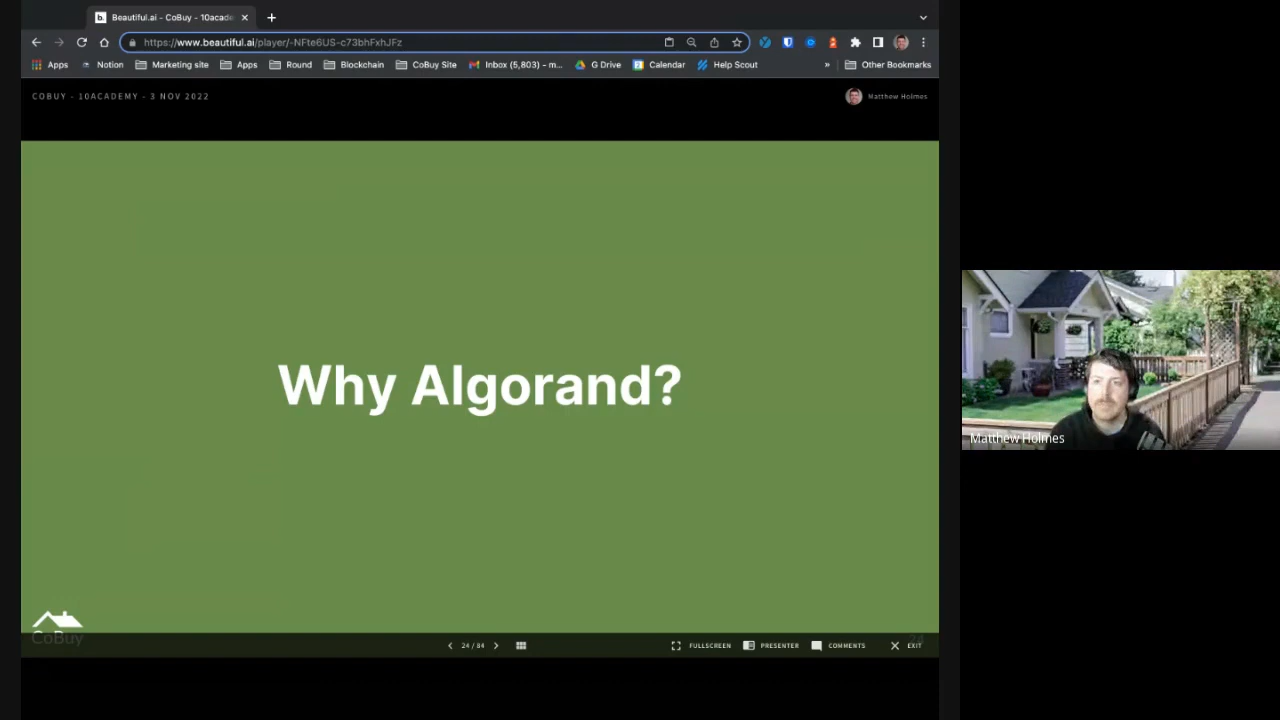 Beautiful.ai - CoBuy - 10acade
https://www.beautiful.ai/player/-NFte6US-c73bhFxhJFz
Apps Notion Marketing site Apps Round Blockchain CoBuy Site Inbox (5,803) – m... G Drive Calendar Help Scout » Other Bookmarks
COBUY - 10ACADEMY - 3 NOV 2022
Matthew Holmes
Why Algorand?
Matthew Holmes
CoBuy
24
24 / 84 FULLSCREEN PRESENTER COMMENTS EXIT